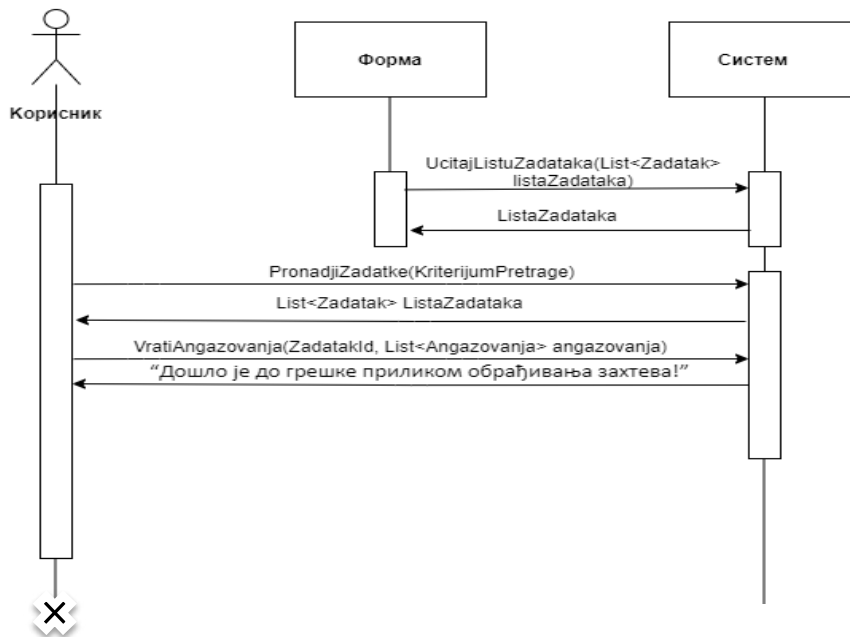 Форма
Систем
Корисник
UcitajListuZadataka(List<Zadatak>
listaZadataka)
ListaZadataka
PronadjiZadatke(KriterijumPretrage)
List<Zadatak> ListaZadataka
VratiAngazovanja(ZadatakId, List<Angazovanja> angazovanja)
“Дошло је до грешке приликом обрађивања захтева!”